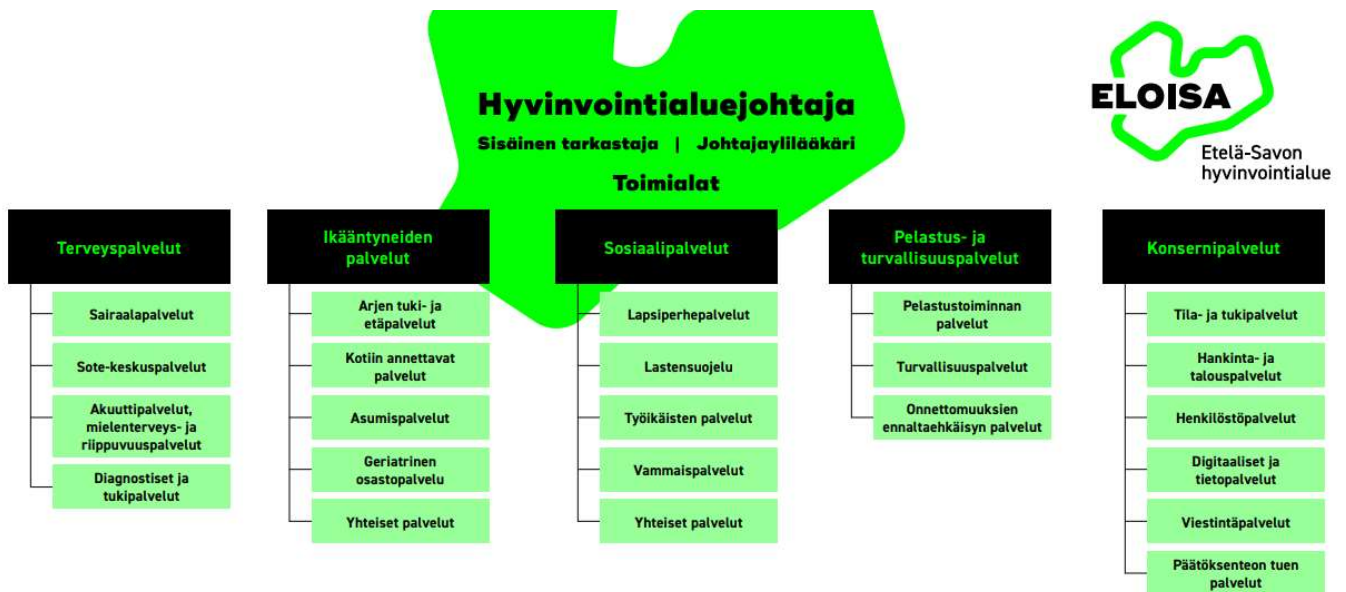 Hyvinvointialuejohtaja
Sisäinen tarkastaja | Johtajaylilääkäri
Toimialat
ELOISA
Etelä-Savon
hyvinvointialue
Terveyspalvelut
Sairaalapalvelut
Sote-keskuspalvelut
Akuuttipalvelut,
mielenterveys- ja
riippuvuuspalvelut
Diagnostiset ja
tukipalvelut
Ikääntyneiden
palvelut
Arjen tuki- ja
etäpalvelut
Kotiin annettavat
palvelut
Asumispalvelut
Geriatrinen
osastopalvelu
Yhteiset palvelut
Sosiaalipalvelut
Lapsiperhepalvelut
Lastensuojelu
Työikäisten palvelut
Vammaispalvelut
Yhteiset palvelut
Pelastus- ja
turvallisuuspalvelut
Pelastustoiminnan
palvelut
Turvallisuuspalvelut
Onnettomuuksien
ennaltaehkäisyn palvelut
Konsernipalvelut
Tila- ja tukipalvelut
Hankinta- ja
talouspalvelut
Henkilöstöpalvelut
Digitaaliset ja
tietopalvelut
Viestintäpalvelut
Päätöksenteon tuen
palvelut